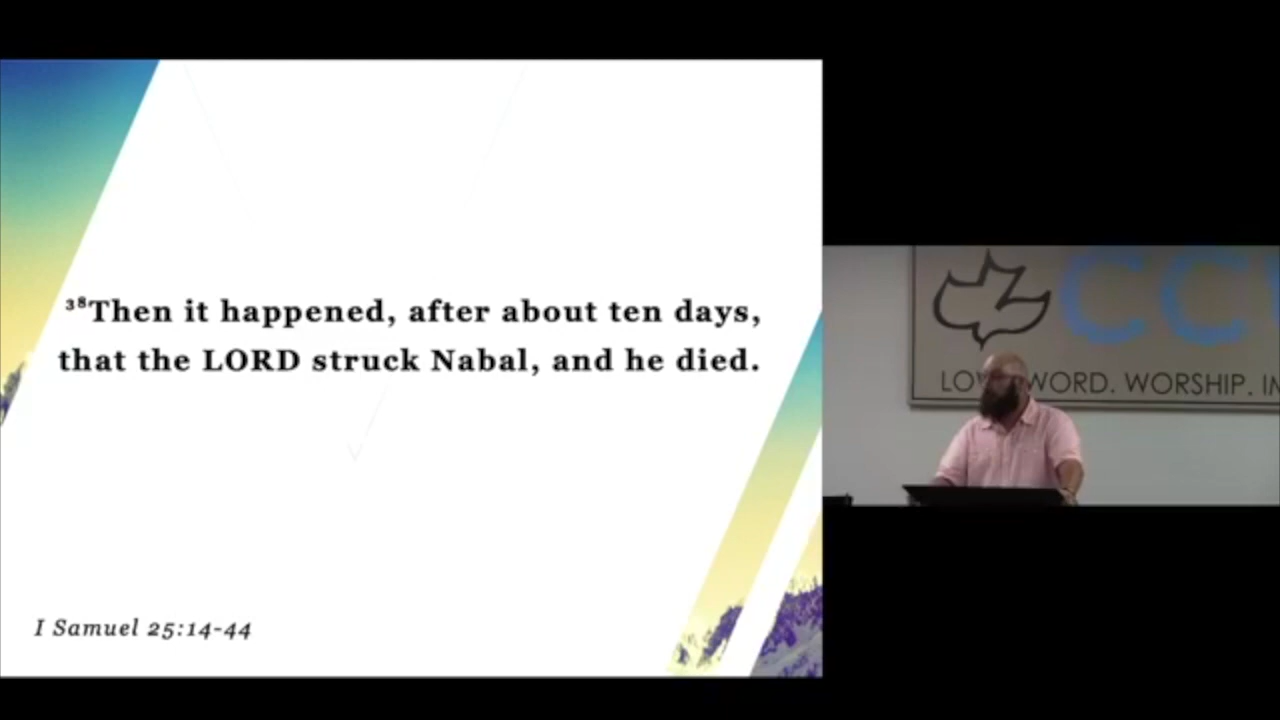 ³⁸Then it happened, after about ten days,
that the LORD struck Nabal, and he died.
I Samuel 25:14-44
CC
WORD. WORSHIP.